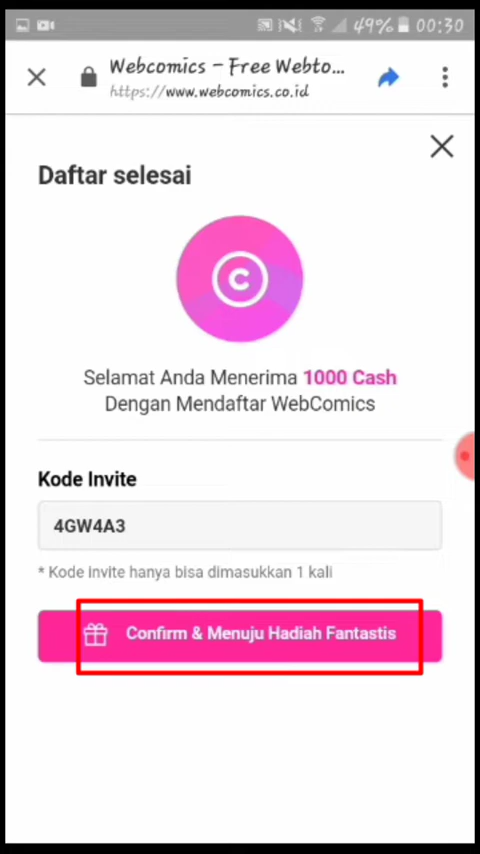 49% 00:30
Webcomics – Free Webto...
https://www.webcomics.co.id
Daftar selesai
C
Selamat Anda Menerima 1000 Cash
Dengan Mendaftar WebComics
Kode Invite
4GW4A3
* Kode invite hanya bisa dimasukkan 1 kali
Confirm & Menuju Hadiah Fantastis